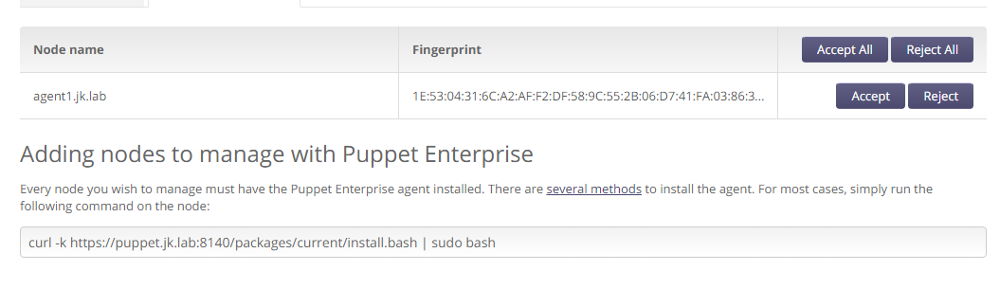 Node name Fingerprint Accept All Reject All
agent1.jk.lab 1E:53:04:31:6C:A2:AF:F2:DF:58:9C:55:2B:06:D7:41:FA:03:86:3... Accept Reject
Adding nodes to manage with Puppet Enterprise
Every node you wish to manage must have the Puppet Enterprise agent installed. There are several methods to install the agent. For most cases, simply run the
following command on the node:
curl -k https://puppet.jk.lab:8140/packages/current/install.bash | sudo bash